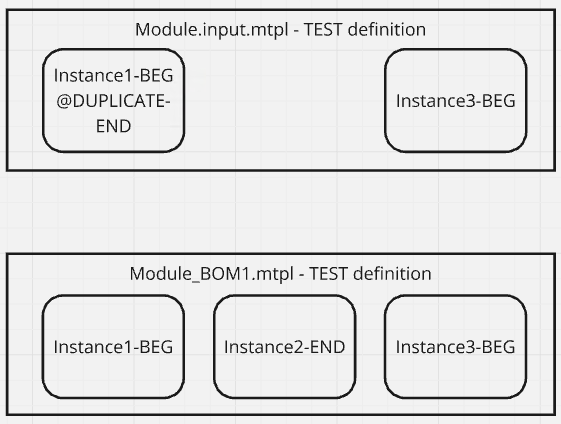 Module.input.mtpl - TEST definition
Instance1-BEG
@DUPLICATE-
END
Instance3-BEG
Module_BOM1.mtpl - TEST definition
Instance1-BEG
Instance2-END
Instance3-BEG